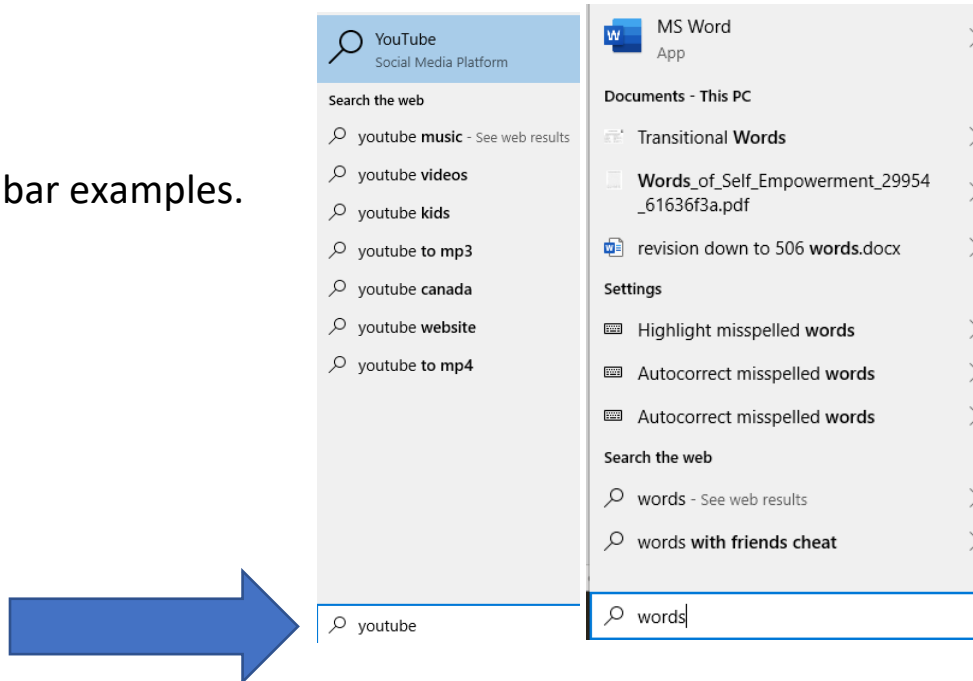 bar examples.
YouTube
Social Media Platform
Search the web
youtube music - See web results
youtube videos
youtube kids
youtube to mp3
youtube canada
youtube website
youtube to mp4
youtube
MS Word
App
Documents - This PC
Transitional Words
Words_of_Self_Empowerment_29954
_61636f3a.pdf
revision down to 506 words.docx
Settings
Highlight misspelled words
Autocorrect misspelled words
Autocorrect misspelled words
Search the web
words - See web results
words with friends cheat
words